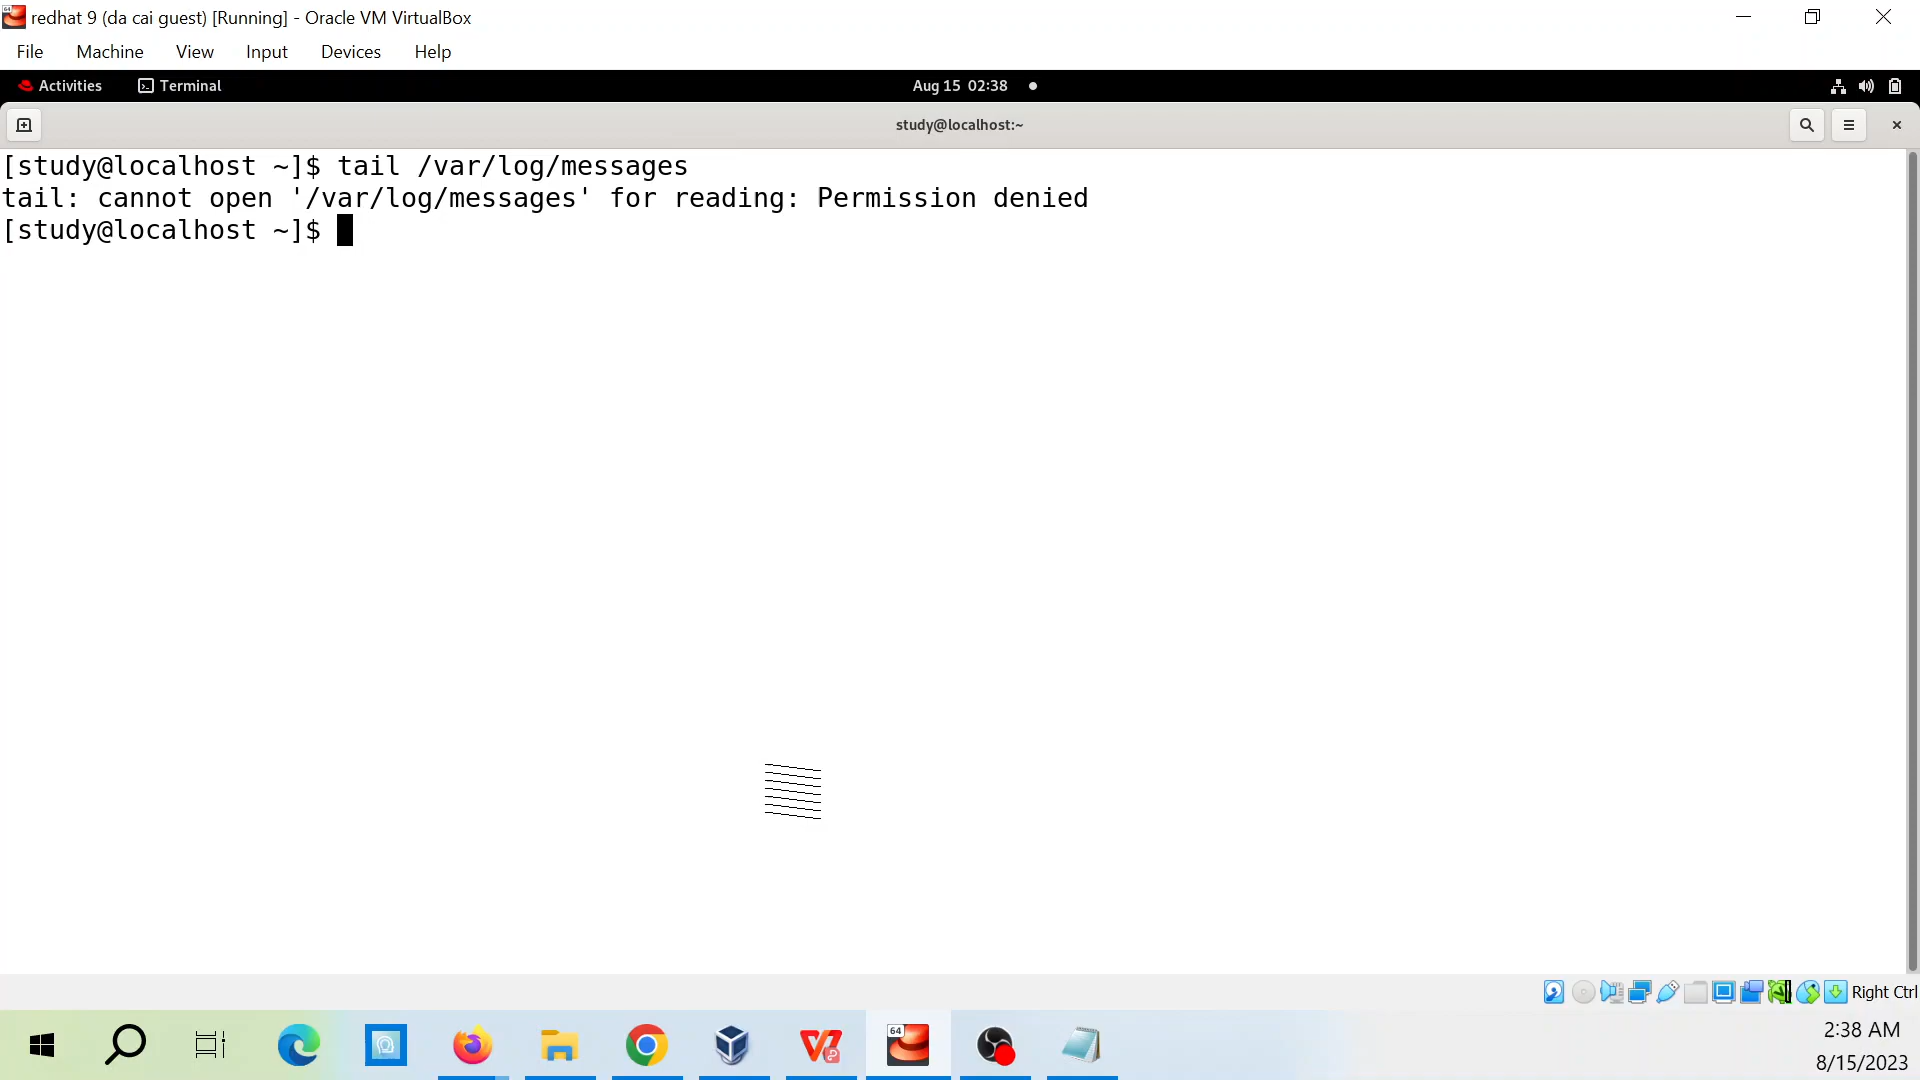 redhat 9 (da cai guest) [Running] - Oracle VM VirtualBox
File Machine View Input Devices Help
Activities Terminal Aug 15 02:38
study@localhost:~
[study@localhost ~]$ tail /var/log/messages
tail: cannot open '/var/log/messages' for reading: Permission denied
[study@localhost ~]$
Right Ctrl
64
2:38 AM
8/15/2023